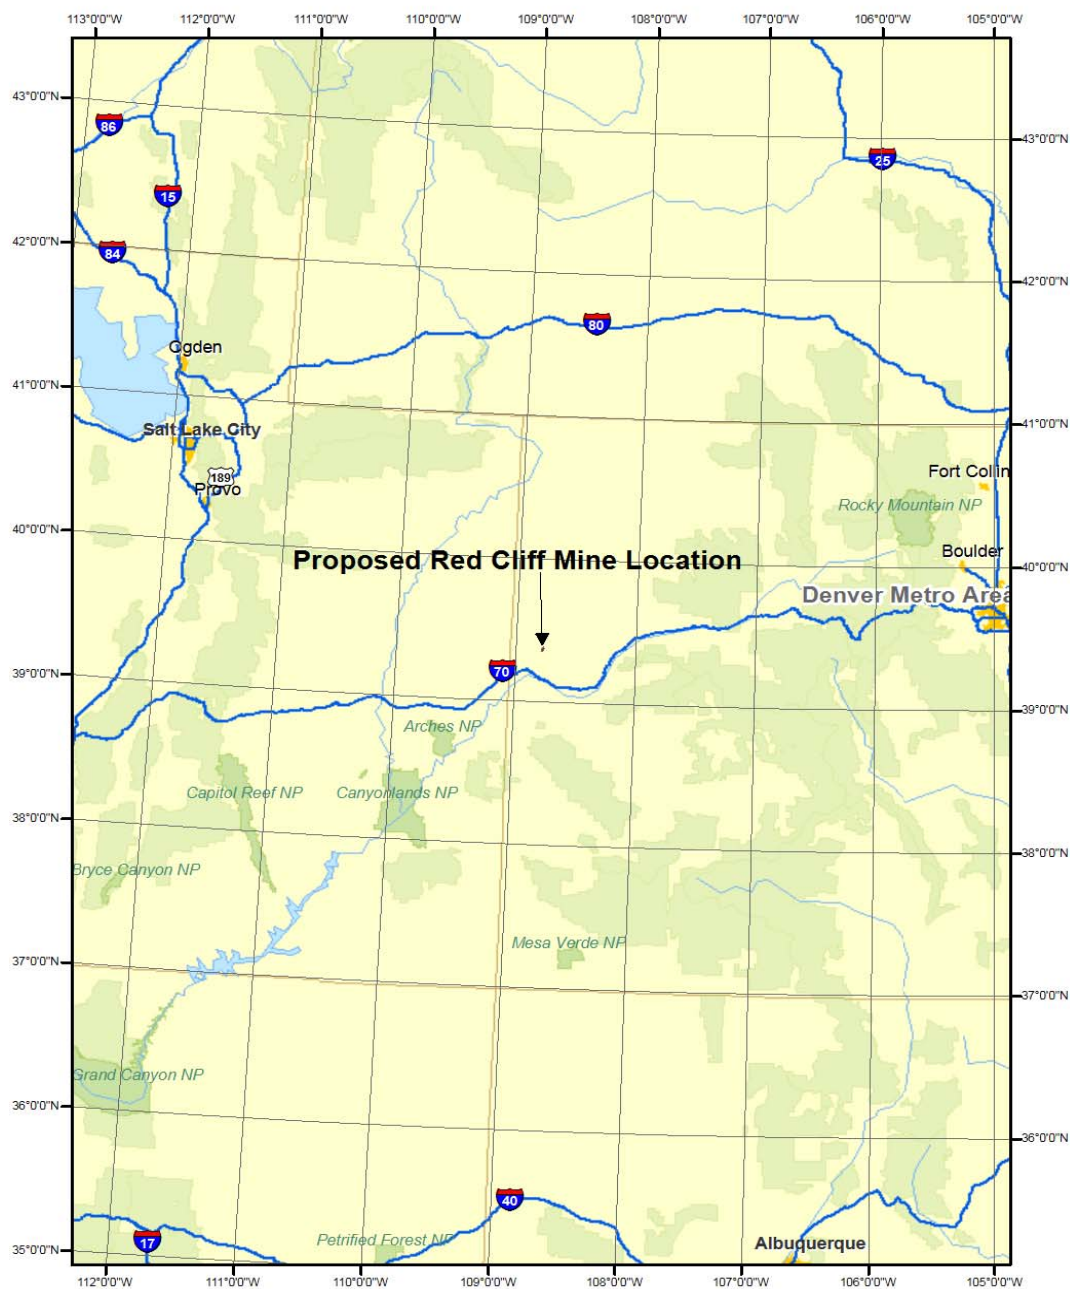 113°0'0"W 112°0'0"W 111°0'0"W 110°0'0"W 109°0'0"W 108°0'0"W 107°0'0"W 106°0'0"W 105°0'0"W
43°0'0"N
86
43°0'0"N
25
15
42°0'0"N
84
42°0'0"N
80
Ogden
41°0'0"N
41°0'0"N
Salt Lake City
Fort Collin
189
Provo
Rocky Mountain NP
40°0'0"N
Boulder
Proposed Red Cliff Mine Location
40°0'0"N
Denver Metro Area
39°0'0"N
70
39°0'0"N
Arches NP
Capitol Reef NP
Canyonlands NP
38°0'0"N
38°0'0"N
Bryce Canyon NP
Mesa Verde NP
37°0'0"N
37°0'0"N
Grand Canyon NP
36°0'0"N
36°0'0"N
40
17
Petrified Forest NP
Albuquerque
35°0'0"N
112°0'0"W 111°0'0"W 110°0'0"W 109°0'0"W 108°0'0"W 107°0'0"W 106°0'0"W 105°0'0"W